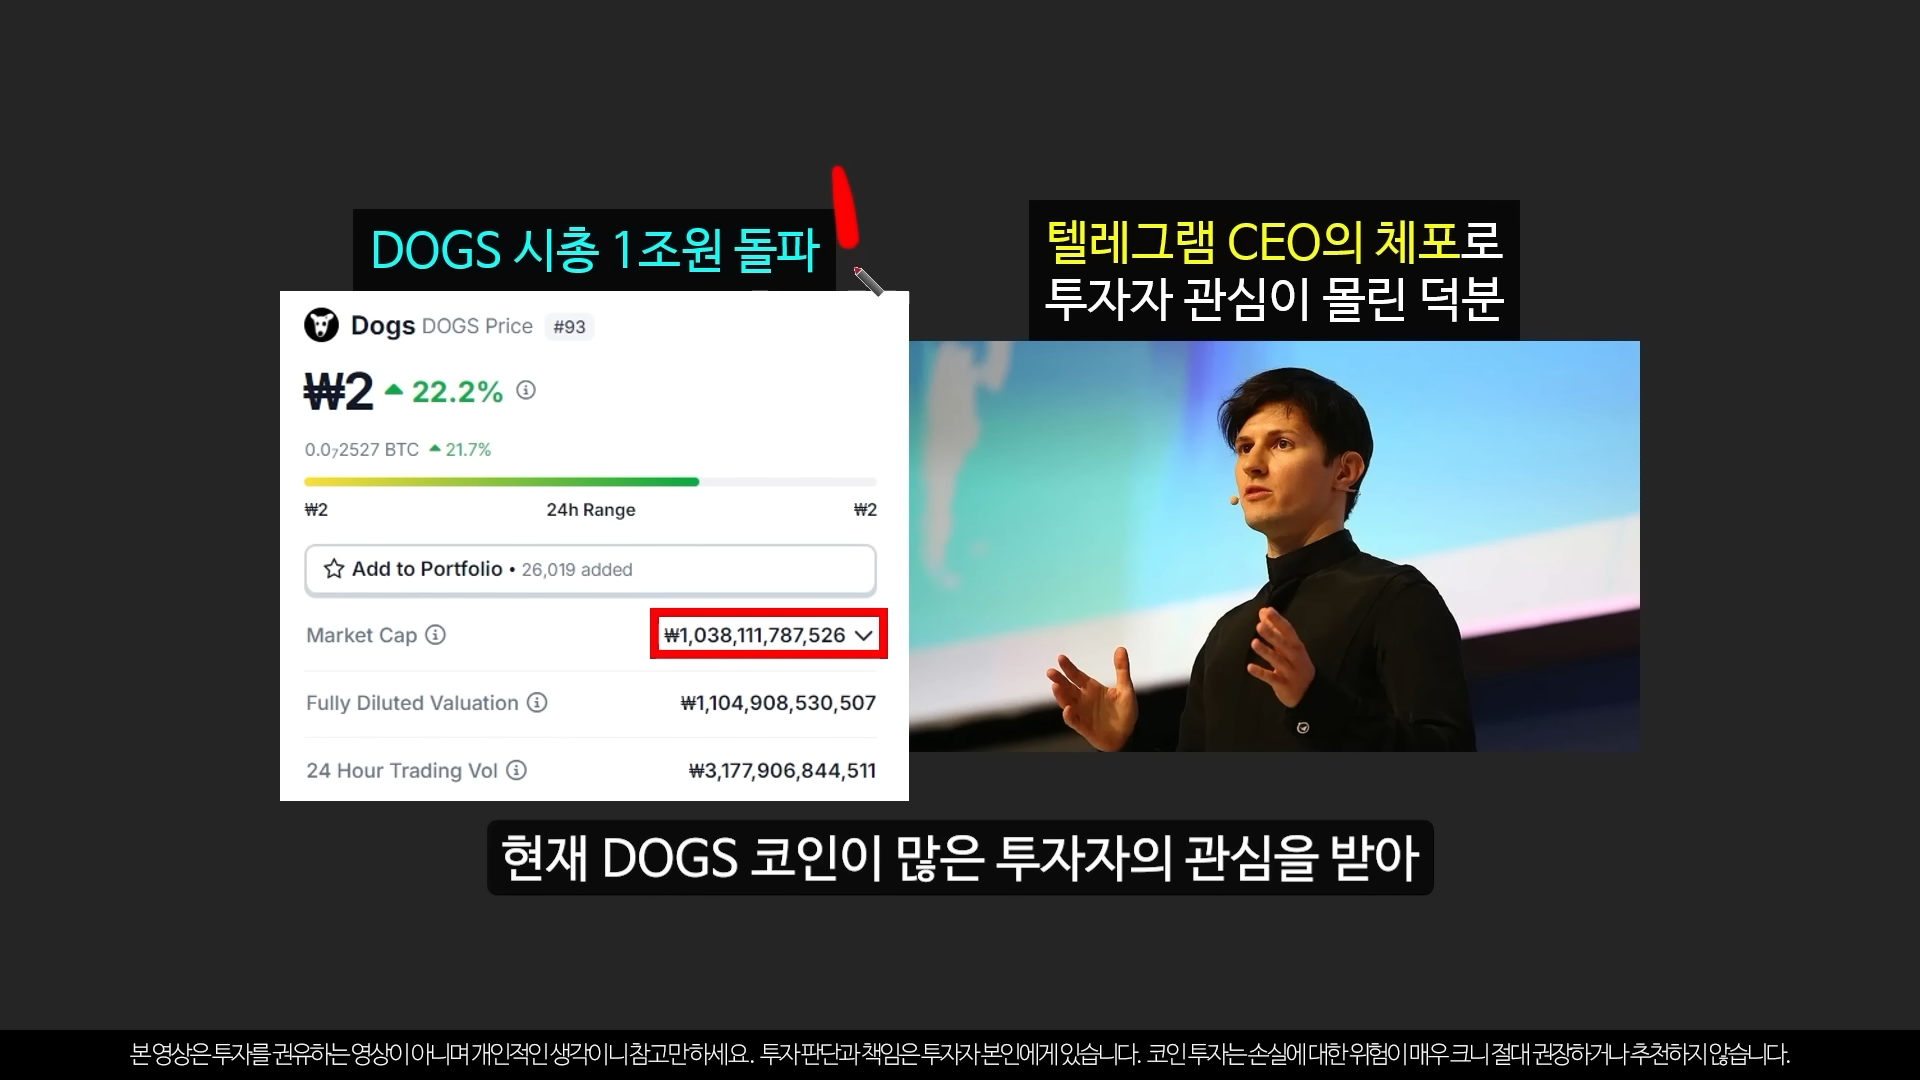 DOGS 시총 1조원 돌파
Dogs DOGS Price #93
₩2 ▲ 22.2%
0.0₇2527 BTC ▲ 21.7%
₩2 24h Range ₩2
Add to Portfolio • 26,019 added
Market Cap ₩1,038,111,787,526
Fully Diluted Valuation ₩1,104,908,530,507
24 Hour Trading Vol ₩3,177,906,844,511
텔레그램 CEO의 체포로
투자자 관심이 몰린 덕분
현재 DOGS 코인이 많은 투자자의 관심을 받아
본 영상은 투자를 권유하는 영상이 아니며 개인적인 생각이니 참고만 하세요. 투자 판단과 책임은 투자자 본인에게 있습니다. 코인 투자는 손실에 대한 위험이 매우 크니 절대 권장하거나 추천하지 않습니다.